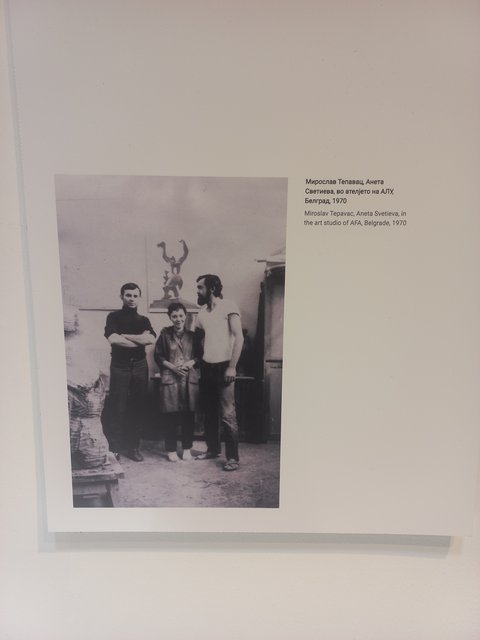 Мирослав Тепавац, Анета
Светиева, во ателјето на АЛУ,
Белград, 1970
Miroslav Tepavac, Aneta Svetieva, in
the art studio of AFA, Belgrade, 1970